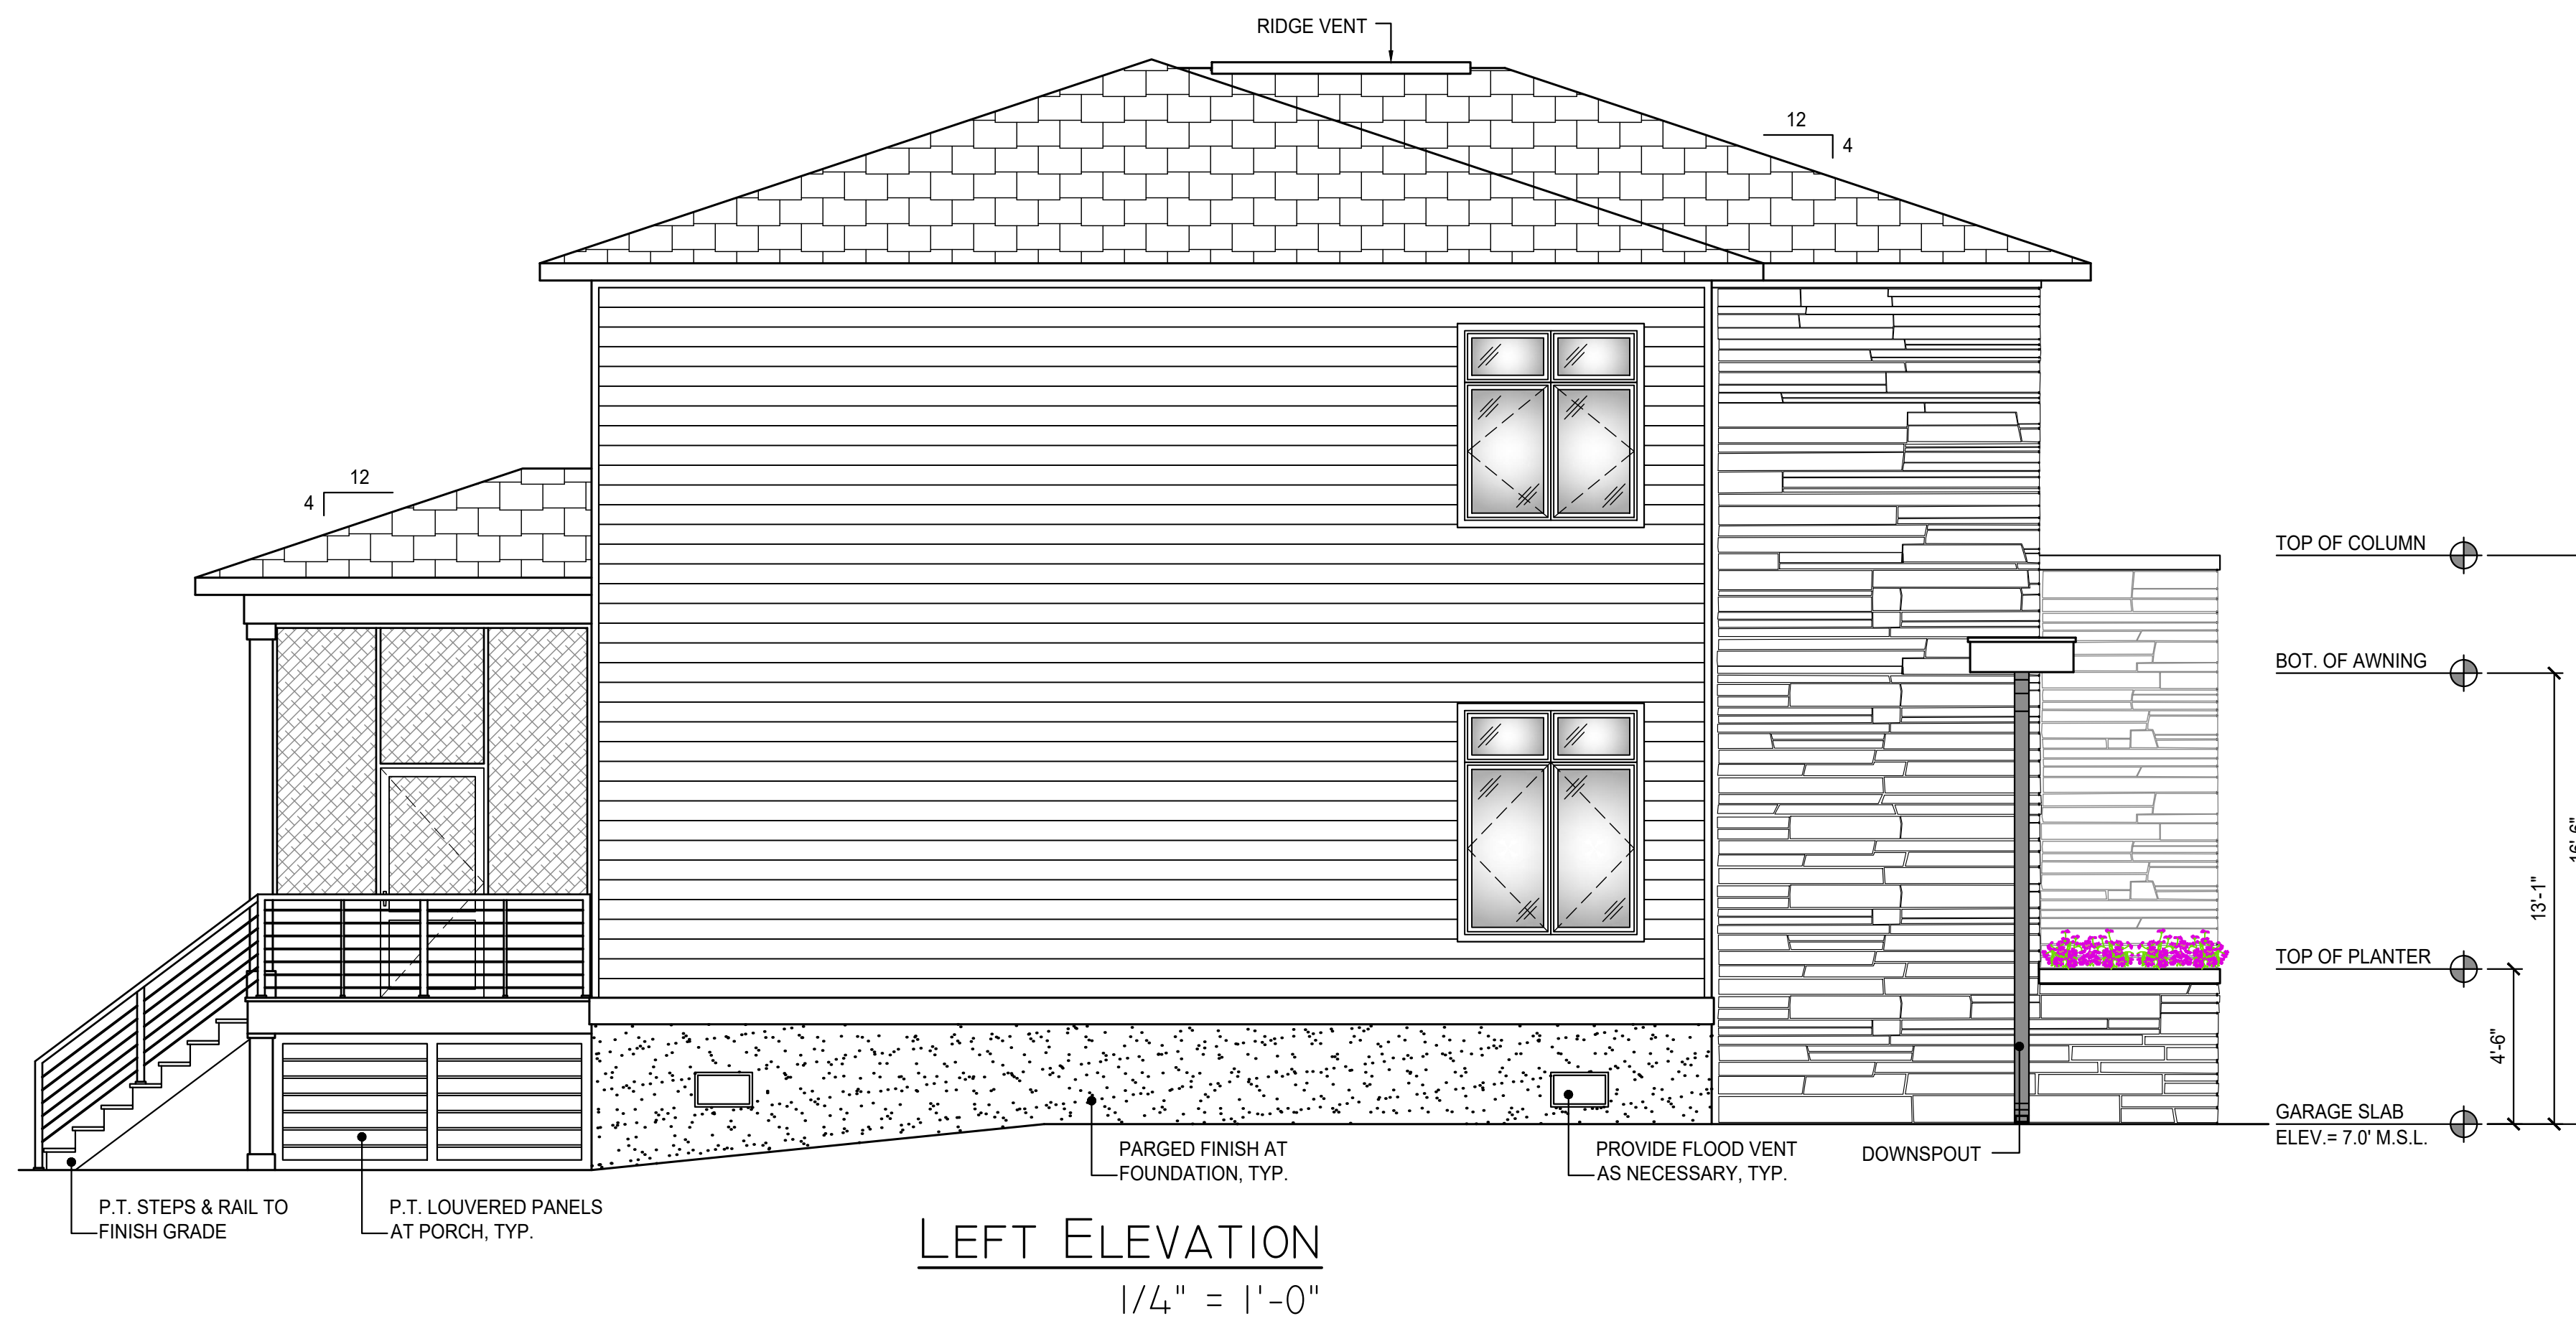 RIDGE VENT
12
4
12
4
TOP OF COLUMN
BOT. OF AWNING
13'-1"
TOP OF PLANTER
4'-6"
GARAGE SLAB
ELEV.= 7.0' M.S.L.
PARGED FINISH AT
FOUNDATION, TYP.
PROVIDE FLOOD VENT
AS NECESSARY, TYP.
DOWNSPOUT
P.T. STEPS & RAIL TO
FINISH GRADE
P.T. LOUVERED PANELS
AT PORCH, TYP.
LEFT ELEVATION
1/4" = 1'-0"